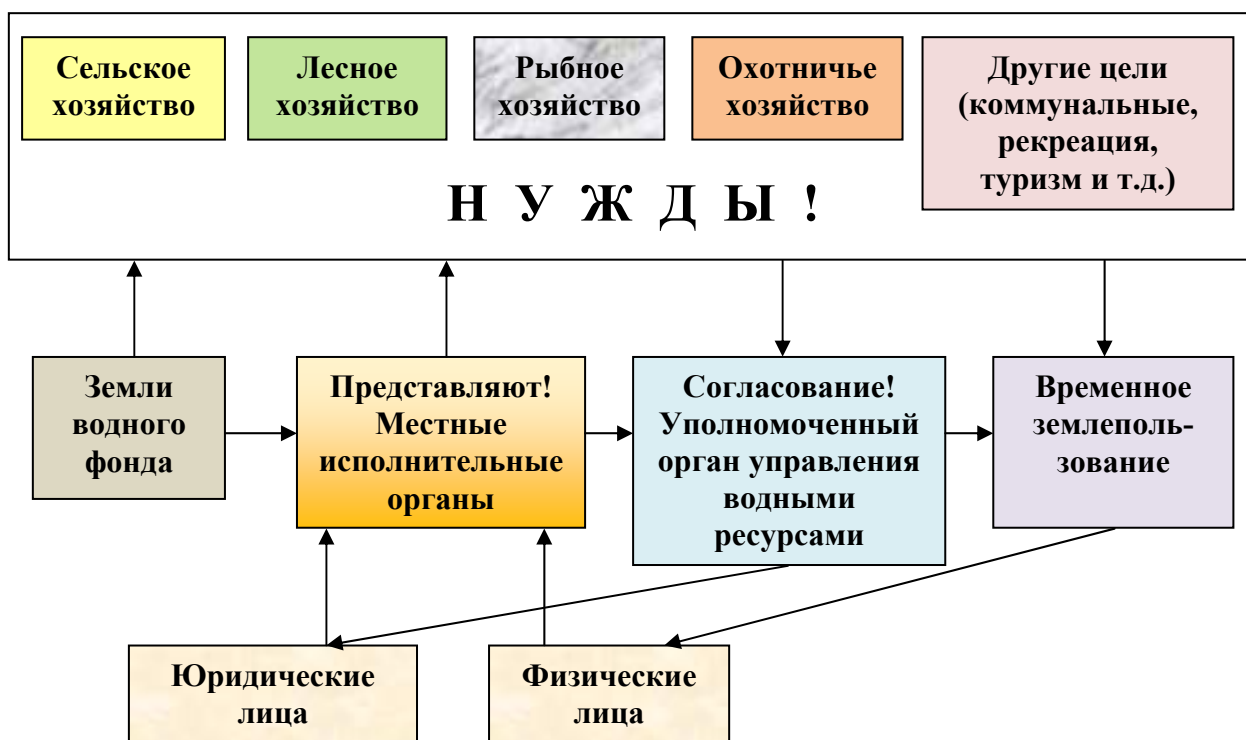 Сельское
хозяйство
Лесное
хозяйство
Рыбное
хозяйство
Охотничье
хозяйство
Другие цели
(коммунальные,
рекреация,
туризм и т.д.)
Н У Ж Д Ы !
Земли
водного
фонда
Представляют!
Местные
исполнительные
органы
Согласование!
Уполномоченный
орган управления
водными
ресурсами
Временное
землеполь-
зование
Юридические
лица
Физические
лица